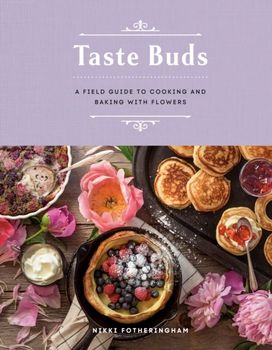 Taste Buds
A FIELD GUIDE TO COOKING AND
BAKING WITH FLOWERS
NIKKI FOTHERINGHAM